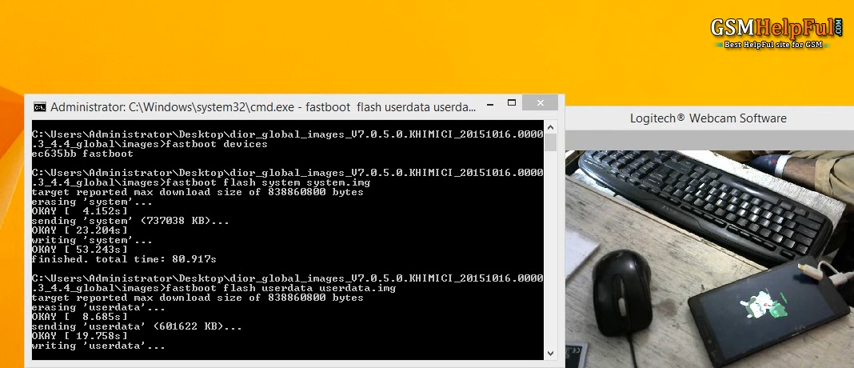 GSMHelpFul.COM
Best HelpFul site for GSM
Administrator: C:\Windows\system32\cmd.exe - fastboot  flash userdata userda...
Logitech® Webcam Software
C:\Users\Administrator\Desktop\dior_global_images_V7.0.5.0.KHIMICI_20151016.0000
.3_4.4_global\images>fastboot devices
ec635bb fastboot
C:\Users\Administrator\Desktop\dior_global_images_V7.0.5.0.KHIMICI_20151016.0000
.3_4.4_global\images>fastboot flash system system.img
target reported max download size of 838860800 bytes
erasing 'system'...
OKAY [  4.152s]
sending 'system' (737038 KB)...
OKAY [ 23.204s]
writing 'system'...
OKAY [ 53.243s]
finished. total time: 80.917s
C:\Users\Administrator\Desktop\dior_global_images_V7.0.5.0.KHIMICI_20151016.0000
.3_4.4_global\images>fastboot flash userdata userdata.img
target reported max download size of 838860800 bytes
erasing 'userdata'...
OKAY [  8.685s]
sending 'userdata' (601622 KB)...
OKAY [ 19.758s]
writing 'userdata'...